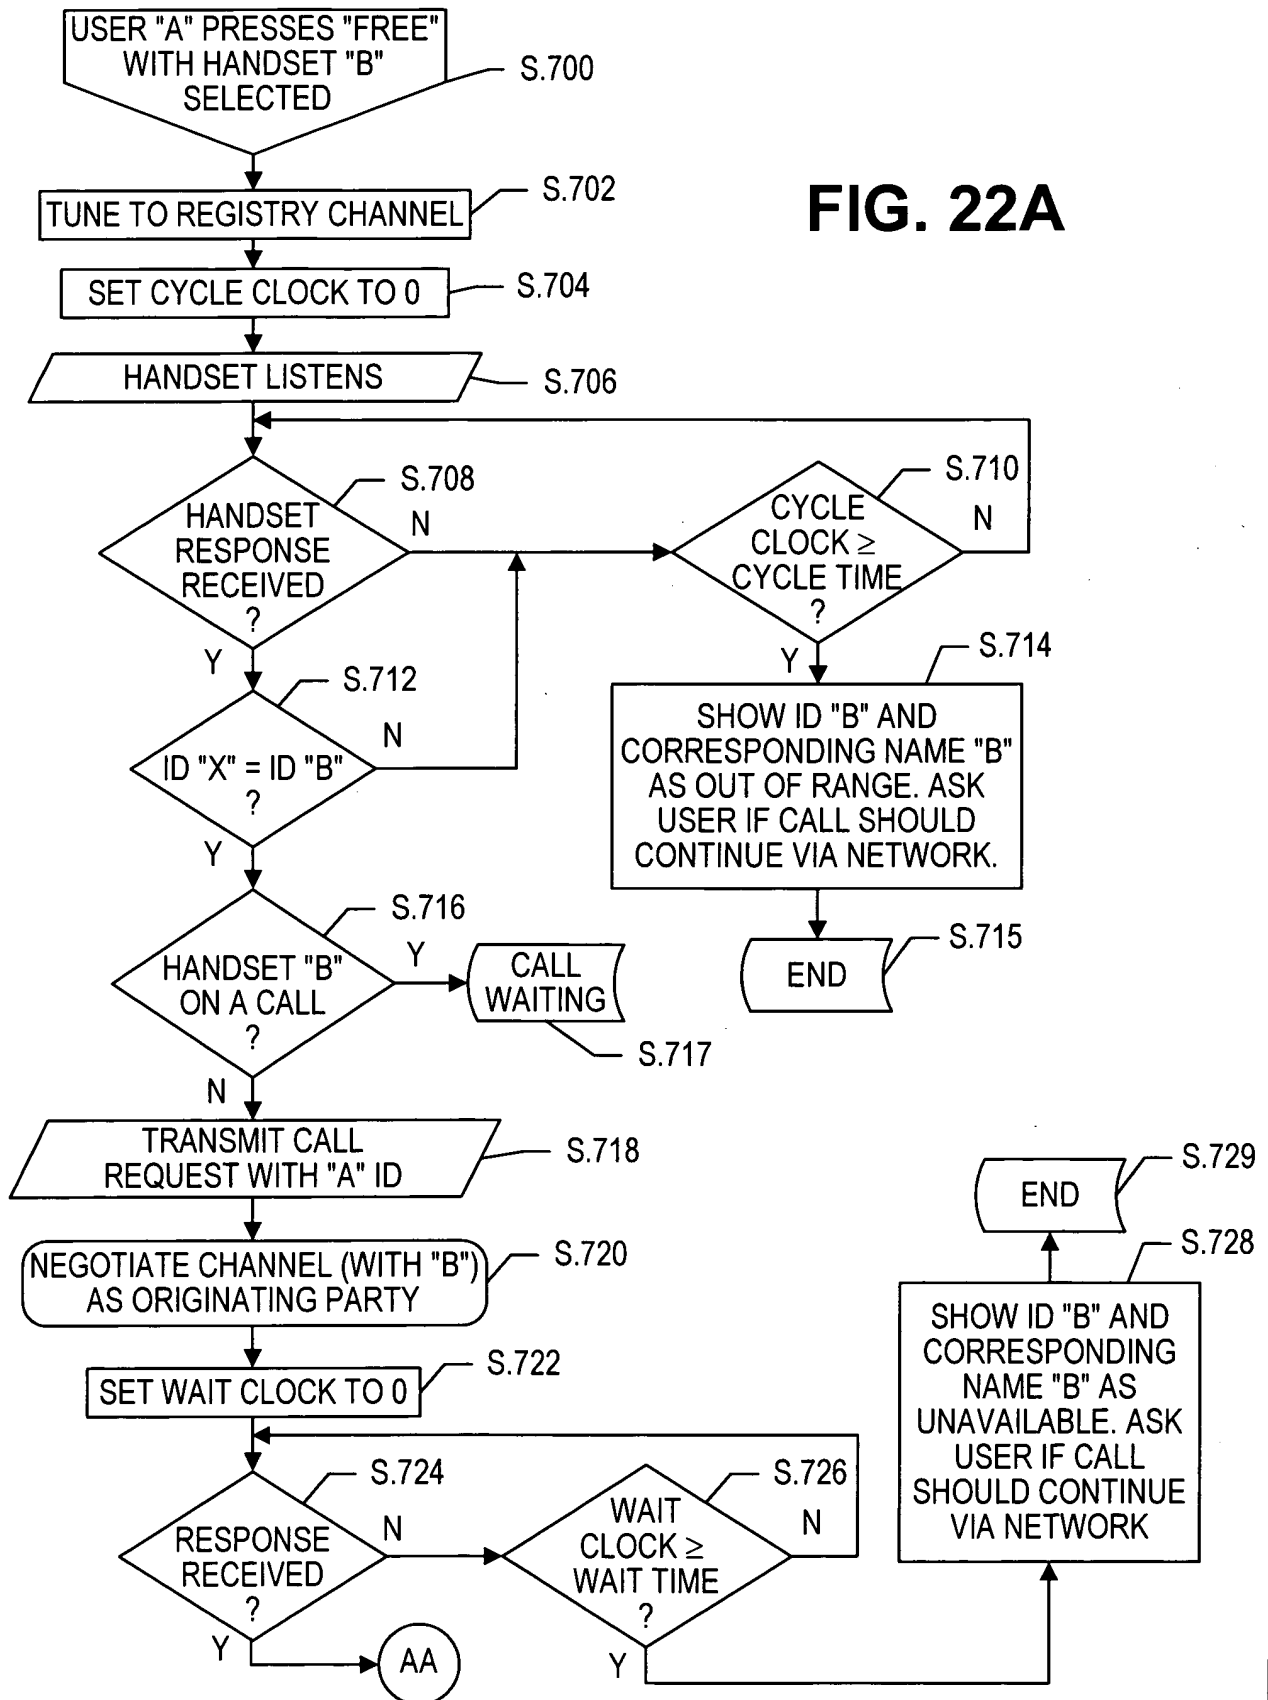 USER "A" PRESSES "FREE"
WITH HANDSET "B"
SELECTED
S.700
FIG. 22A
TUNE TO REGISTRY CHANNEL
S.702
SET CYCLE CLOCK TO 0
S.704
HANDSET LISTENS
S.706
HANDSET
RESPONSE
RECEIVED
?
S.708
N
Y
CYCLE
CLOCK ≥
CYCLE TIME
?
S.710
N
Y
ID "X" = ID "B"
?
S.712
N
Y
SHOW ID "B" AND
CORRESPONDING NAME "B"
AS OUT OF RANGE. ASK
USER IF CALL SHOULD
CONTINUE VIA NETWORK.
S.714
END
S.715
HANDSET "B"
ON A CALL
?
S.716
Y
N
CALL
WAITING
S.717
TRANSMIT CALL
REQUEST WITH "A" ID
S.718
NEGOTIATE CHANNEL (WITH "B")
AS ORIGINATING PARTY
S.720
SET WAIT CLOCK TO 0
S.722
RESPONSE
RECEIVED
?
S.724
N
Y
AA
WAIT
CLOCK ≥
WAIT TIME
?
S.726
N
Y
END
S.729
SHOW ID "B" AND
CORRESPONDING
NAME "B" AS
UNAVAILABLE. ASK
USER IF CALL
SHOULD CONTINUE
VIA NETWORK
S.728